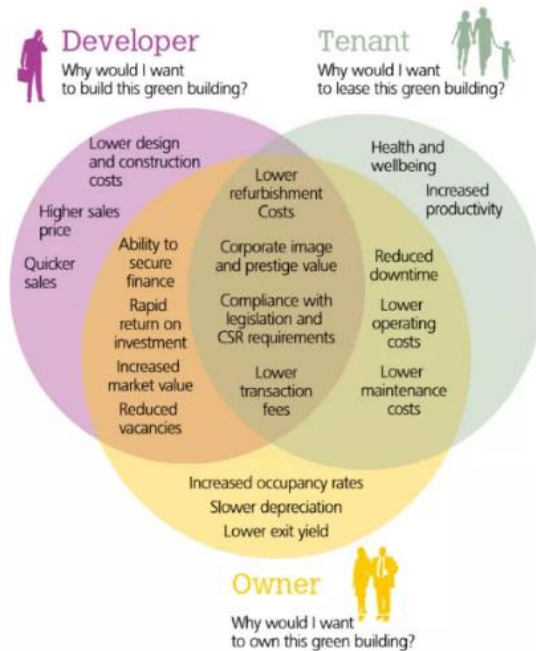 Developer
Why would I want
to build this green building?
Tenant
Why would I want
to lease this green building?
Lower design
and construction
costs
Higher sales
price
Quicker
sales
Ability to
secure
finance
Rapid
return on
investment
Increased
market value
Reduced
vacancies
Lower
refurbishment
Costs
Corporate image
and prestige value
Compliance with
legislation and
CSR requirements
Lower
transaction
fees
Health and
wellbeing
Increased
productivity
Reduced
downtime
Lower
operating
costs
Lower
maintenance
costs
Increased occupancy rates
Slower depreciation
Lower exit yield
Owner
Why would I want
to own this green building?